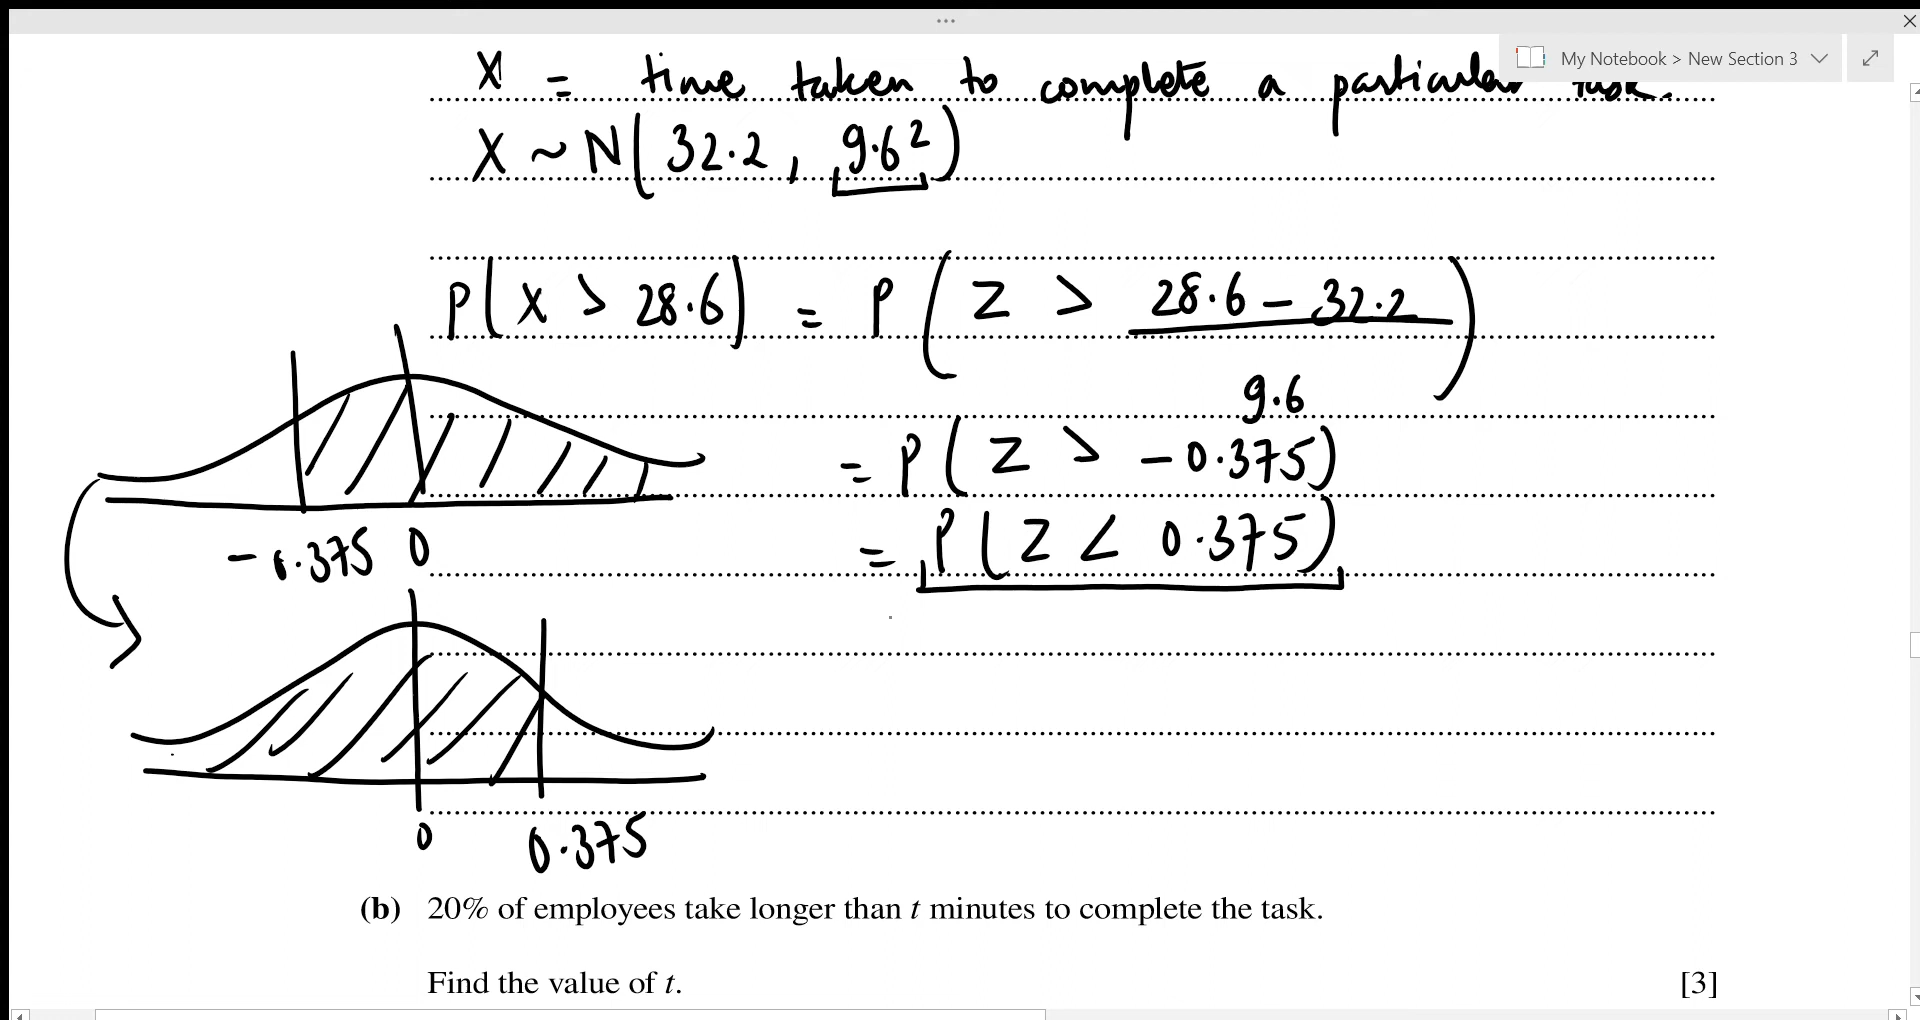 My Notebook > New Section 3
X = time taken to complete a particular task.
X ~ N(32.2, 9.6²)
P(X > 28.6) = P(Z > 28.6 - 32.2
9.6)
= P(Z > -0.375)
= P(Z < 0.375)
-0.375 0
0 0.375
(b) 20% of employees take longer than t minutes to complete the task.
Find the value of t. [3]